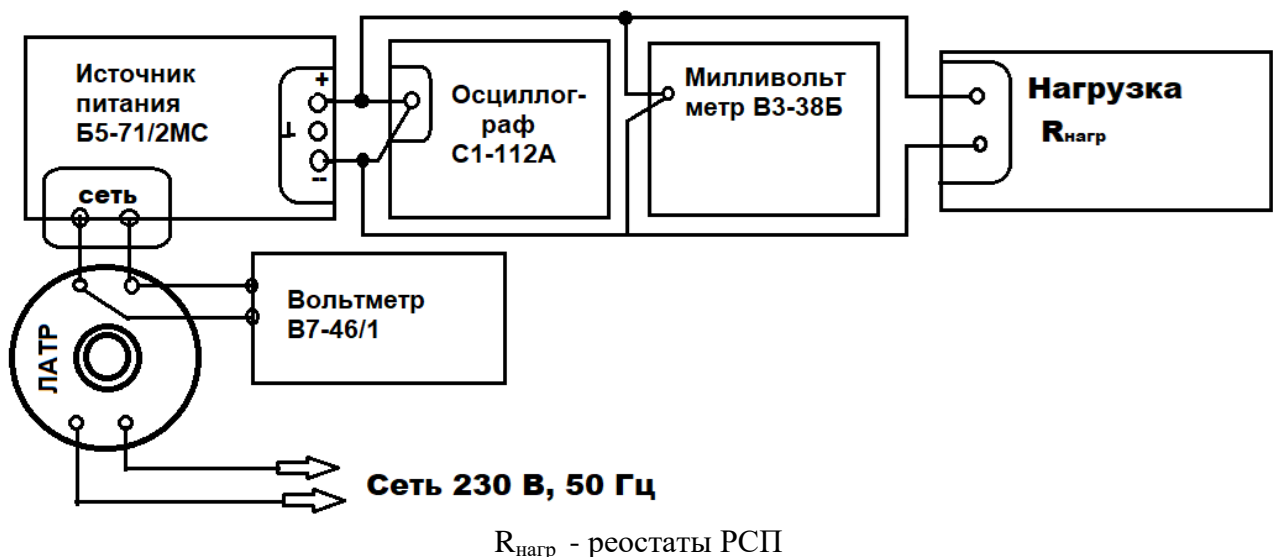 Источник
питания
Б5-71/2МС
+
⊥
--
сеть
Осциллог-
раф
С1-112А
Милливольт
метр В3-38Б
Нагрузка
Rнагр
ЛАТР
Вольтметр
В7-46/1
Сеть 230 В, 50 Гц
Rнагр - реостаты РСП